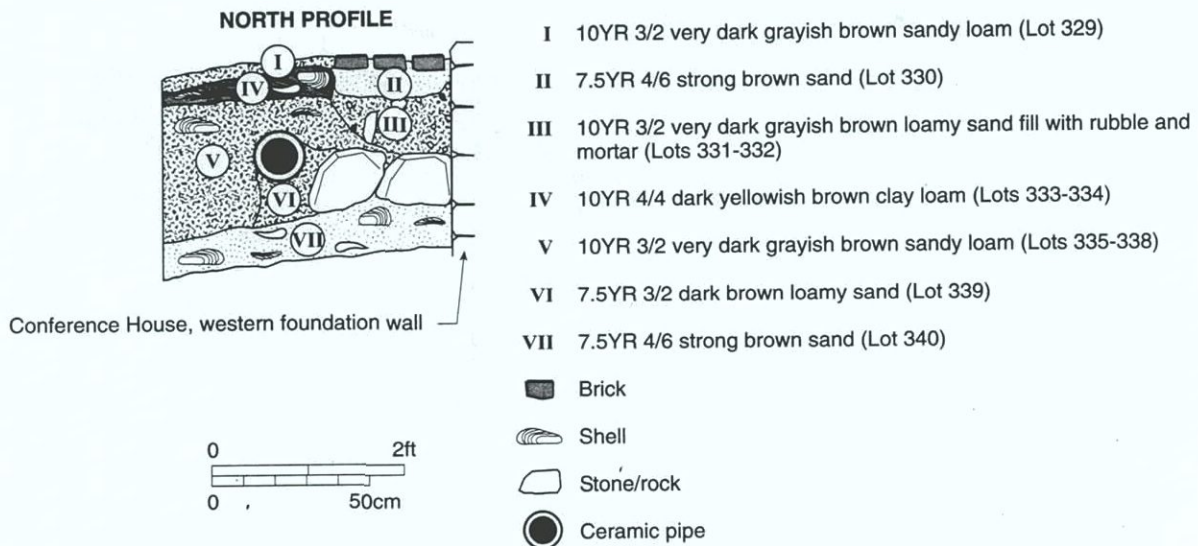 NORTH PROFILE
I
IV
II
III
V
VI
VII
Conference House, western foundation wall
0 2ft
0 50cm
I 10YR 3/2 very dark grayish brown sandy loam (Lot 329)
II 7.5YR 4/6 strong brown sand (Lot 330)
III 10YR 3/2 very dark grayish brown loamy sand fill with rubble and
mortar (Lots 331-332)
IV 10YR 4/4 dark yellowish brown clay loam (Lots 333-334)
V 10YR 3/2 very dark grayish brown sandy loam (Lots 335-338)
VI 7.5YR 3/2 dark brown loamy sand (Lot 339)
VII 7.5YR 4/6 strong brown sand (Lot 340)
Brick
Shell
Stone/rock
Ceramic pipe